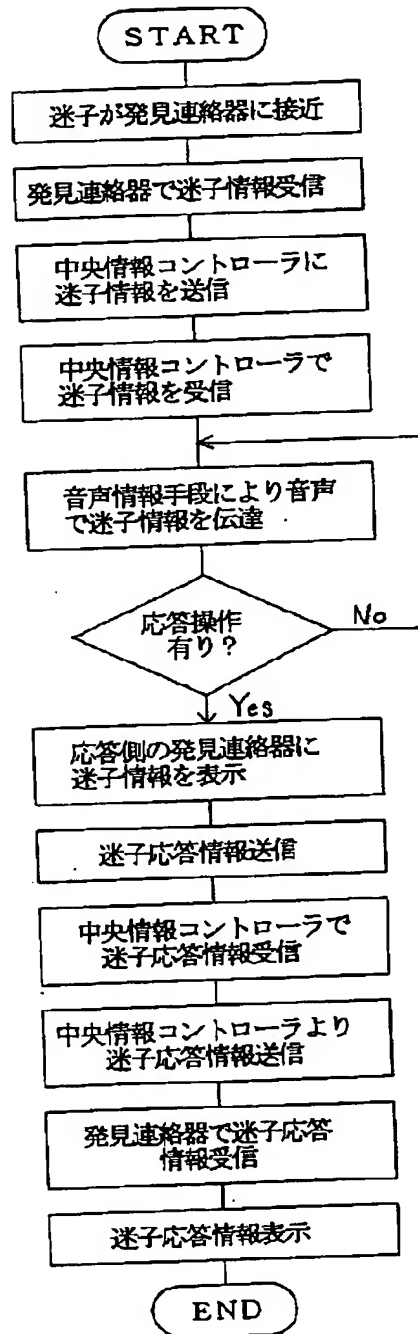 START
迷子が発見連絡器に接近
発見連絡器で迷子情報受信
中央情報コントローラに
迷子情報を送信
中央情報コントローラで
迷子情報を受信
音声情報手段により音声
で迷子情報を伝達
応答操作
有り?
No
Yes
応答側の発見連絡器に
迷子情報を表示
迷子応答情報送信
中央情報コントローラで
迷子応答情報受信
中央情報コントローラより
迷子応答情報送信
発見連絡器で迷子応答
情報受信
迷子応答情報表示
END